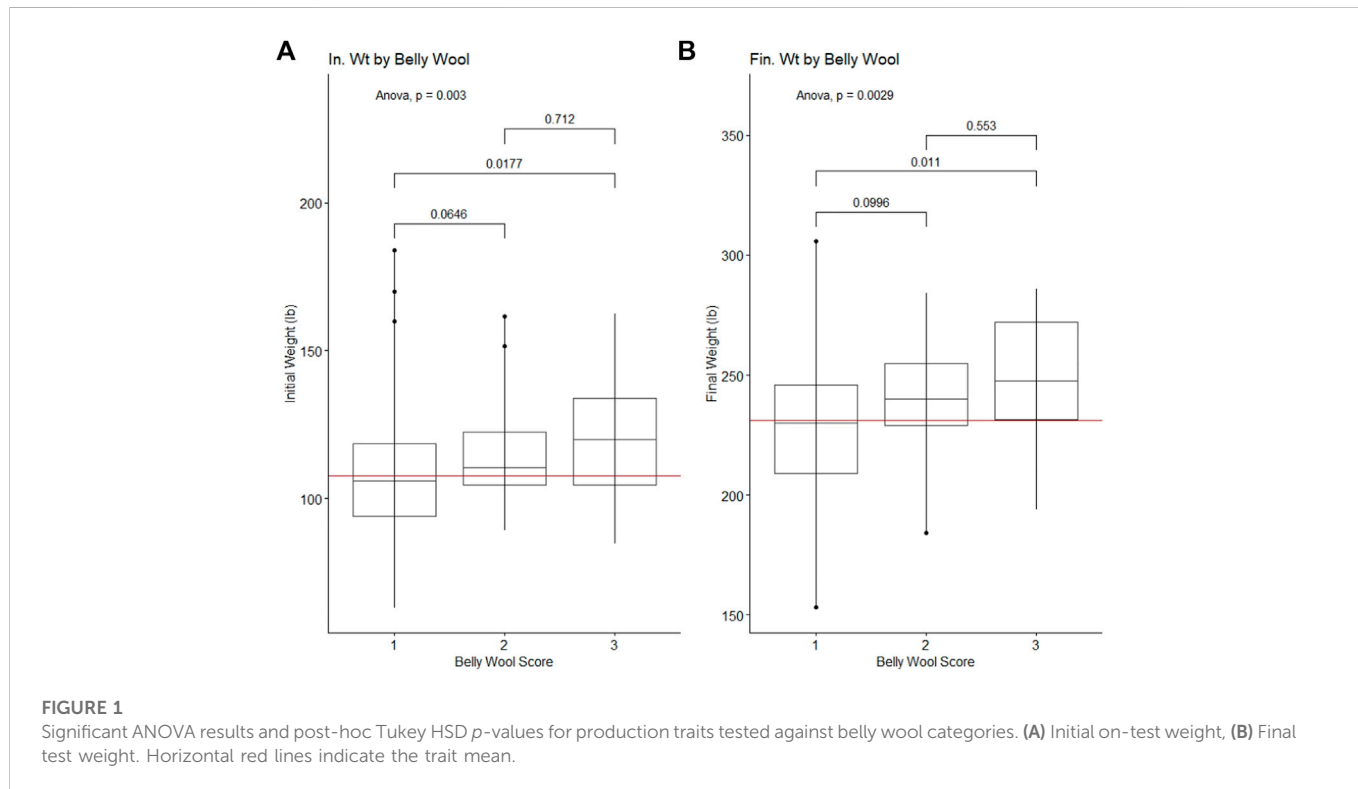 A
In. Wt by Belly Wool
Anova, p = 0.003
0.712
0.0177
0.0646
200
150
100
Initial Weight (lb)
1 2 3
Belly Wool Score
B
Fin. Wt by Belly Wool
Anova, p = 0.0029
0.553
0.011
0.0996
350
300
250
200
150
Final Weight (lb)
1 2 3
Belly Wool Score
FIGURE 1
Significant ANOVA results and post-hoc Tukey HSD p-values for production traits tested against belly wool categories. (A) Initial on-test weight, (B) Final
test weight. Horizontal red lines indicate the trait mean.